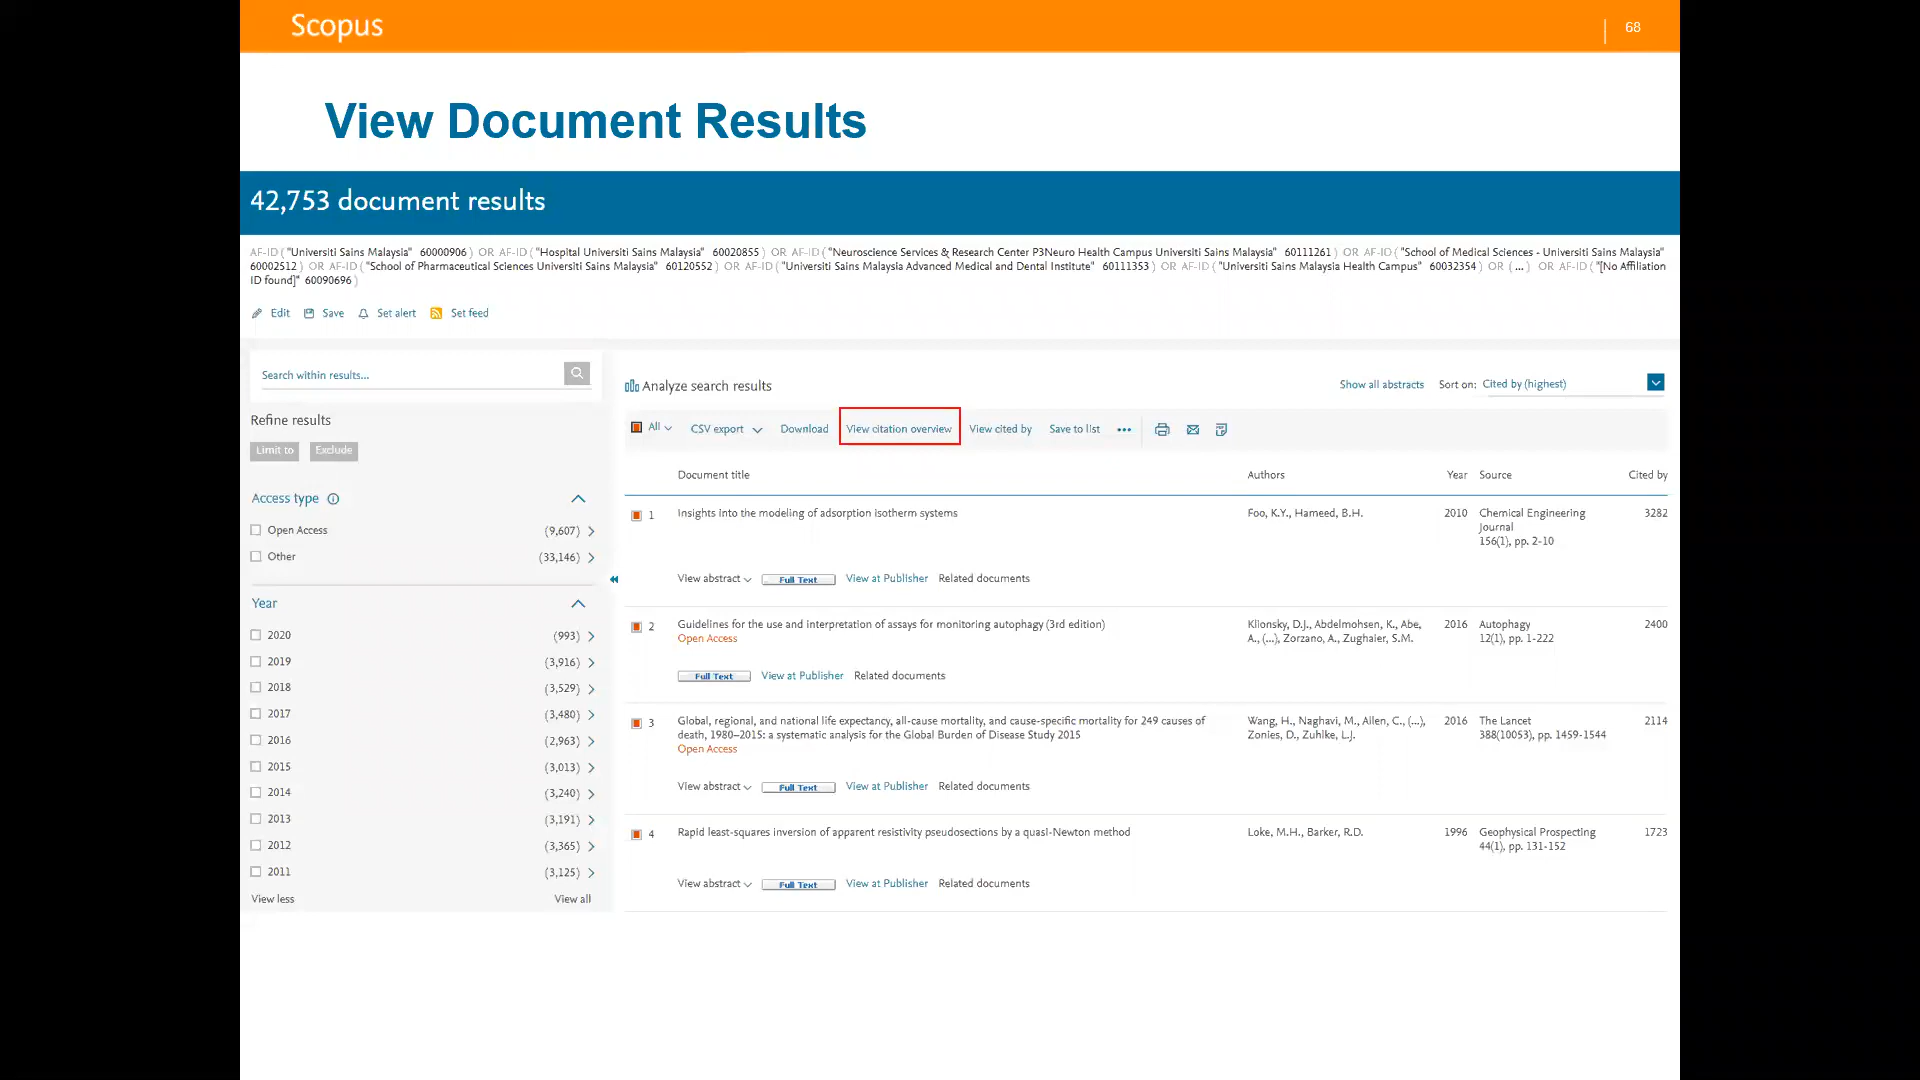 Scopus
68
View Document Results
42,753 document results
AF-ID ( "Universiti Sains Malaysia" 60000906 ) OR AF-ID ( "Hospital Universiti Sains Malaysia" 60020855 ) OR AF-ID ( "Neuroscience Services & Research Center P3Neuro Health Campus Universiti Sains Malaysia" 60111261 ) OR AF-ID ( "School of Medical Sciences - Universiti Sains Malaysia"
60002512 ) OR AF-ID ( "School of Pharmaceutical Sciences Universiti Sains Malaysia" 60120552 ) OR AF-ID ( "Universiti Sains Malaysia Advanced Medical and Dental Institute" 60111353 ) OR AF-ID ( "Universiti Sains Malaysia Health Campus" 60032354 ) OR ( ... ) OR AF-ID ( "[No Affiliation
ID found]" 60090696 )
Edit Save Set alert Set feed
Search within results...
Refine results
Limit to Exclude
Access type
Open Access (9,607)
Other (33,146)
Year
2020 (993)
2019 (3,916)
2018 (3,529)
2017 (3,480)
2016 (2,963)
2015 (3,013)
2014 (3,240)
2013 (3,191)
2012 (3,365)
2011 (3,125)
View less View all
Analyze search results
Show all abstracts Sort on: Cited by (highest)
All CSV export Download View citation overview View cited by Save to list •••
Document title Authors Year Source Cited by
1 Insights into the modeling of adsorption isotherm systems Foo, K.Y., Hameed, B.H. 2010 Chemical Engineering 3282
Journal
156(1), pp. 2-10
View abstract Full Text View at Publisher Related documents
2 Guidelines for the use and interpretation of assays for monitoring autophagy (3rd edition) Klionsky, D.J., Abdelmohsen, K., Abe, 2016 Autophagy 2400
Open Access A., (...), Zorzano, A., Zughaier, S.M. 12(1), pp. 1-222
Full Text View at Publisher Related documents
3 Global, regional, and national life expectancy, all-cause mortality, and cause-specific mortality for 249 causes of Wang, H., Naghavi, M., Allen, C., (...), 2016 The Lancet 2114
death, 1980–2015: a systematic analysis for the Global Burden of Disease Study 2015 Zonies, D., Zuhlke, L.J. 388(10053), pp. 1459-1544
Open Access
View abstract Full Text View at Publisher Related documents
4 Rapid least-squares inversion of apparent resistivity pseudosections by a quasi-Newton method Loke, M.H., Barker, R.D. 1996 Geophysical Prospecting 1723
44(1), pp. 131-152
View abstract Full Text View at Publisher Related documents